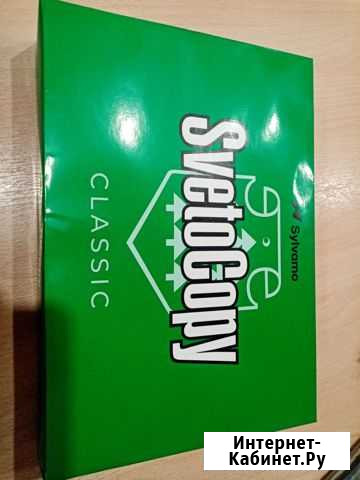 Sylvamo
SvetoCopy
CLASSIC
Интернет-
Кабинет.Ру